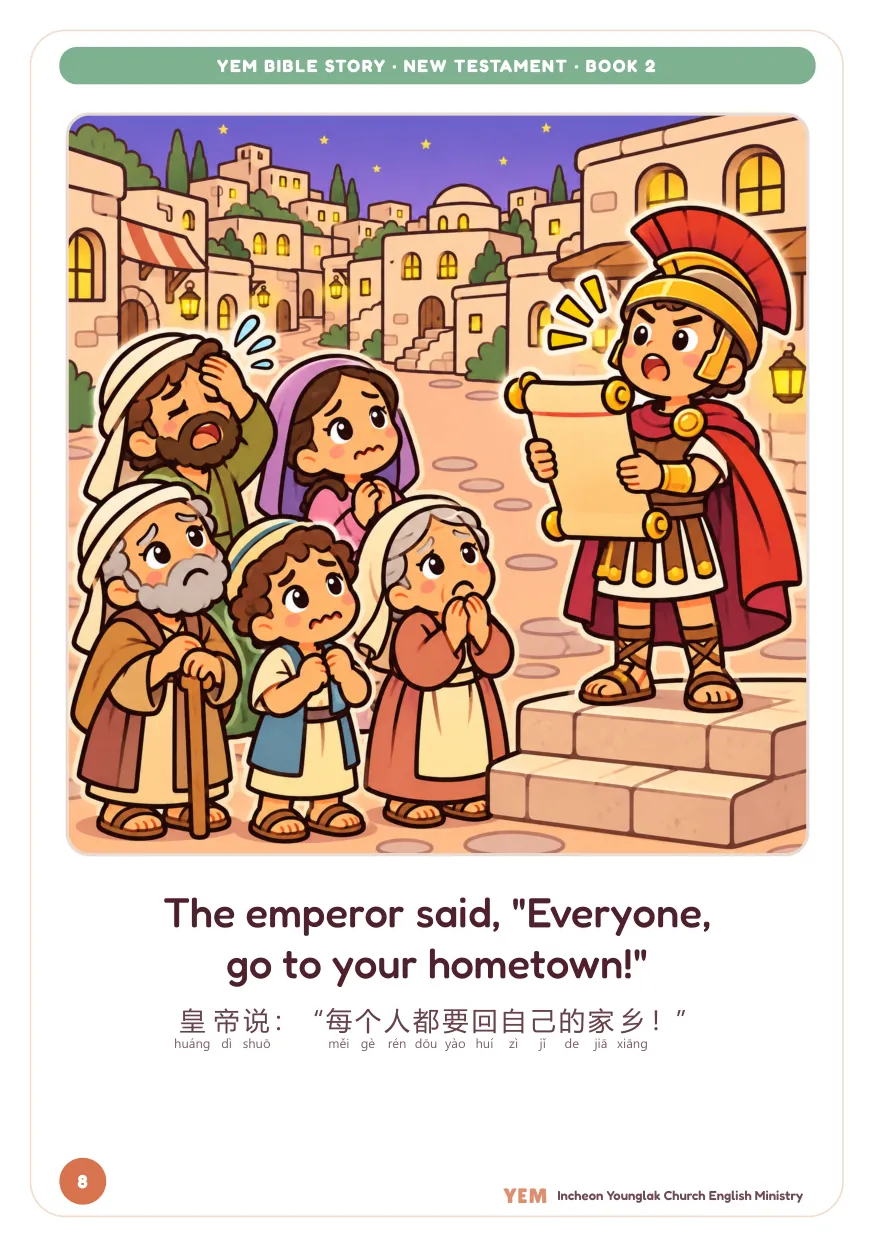 YEM BIBLE STORY · NEW TESTAMENT · BOOK 2
The emperor said, "Everyone,
go to your hometown!"
皇帝说：“每个人都要回自己的家乡！”
huáng dì shuō měi gè rén dōu yào huí zì jǐ de jiā xiāng
8
YEM Incheon Younglak Church English Ministry